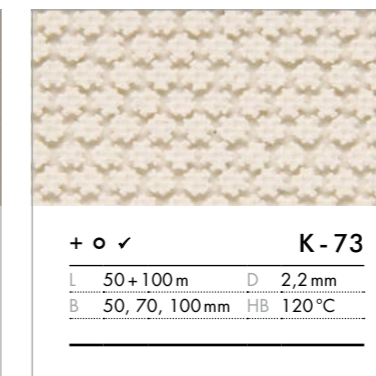 + o ✓ K - 73
L 50 + 100 m D 2,2 mm
B 50, 70, 100 mm HB 120 °C